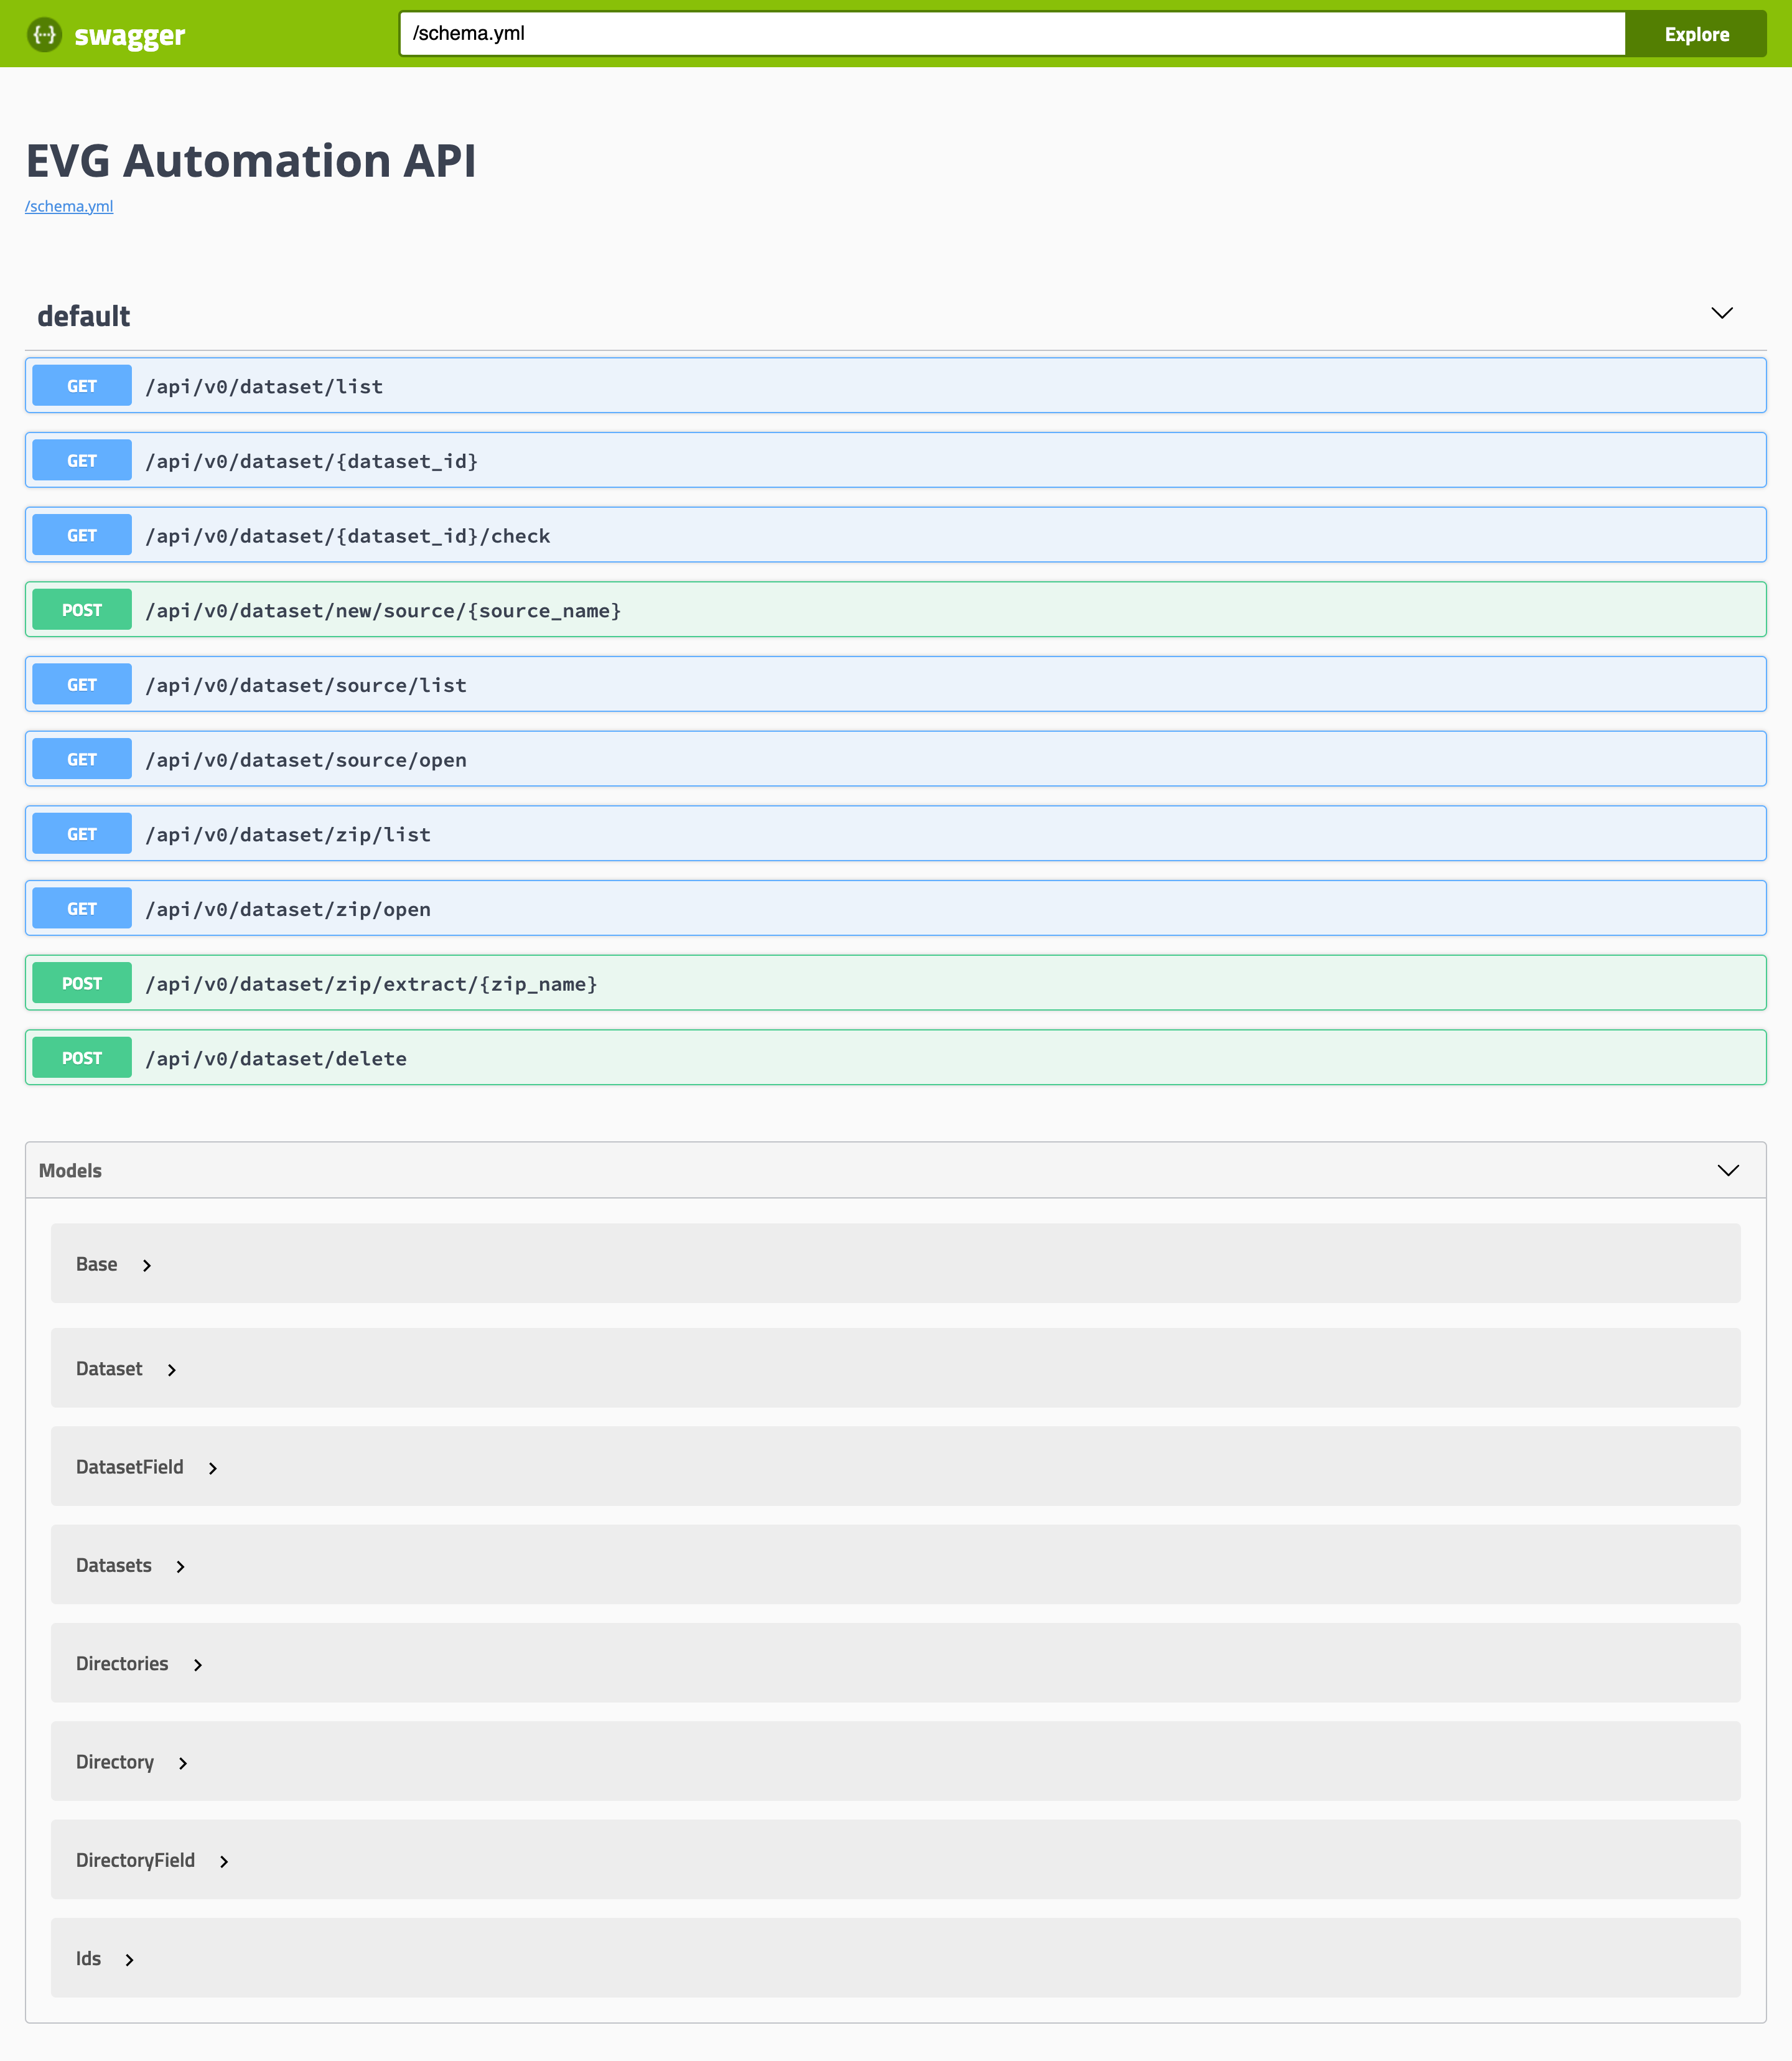 {···} swagger
/schema.yml
Explore
EVG Automation API
/schema.yml
default
GET /api/v0/dataset/list
GET /api/v0/dataset/{dataset_id}
GET /api/v0/dataset/{dataset_id}/check
POST /api/v0/dataset/new/source/{source_name}
GET /api/v0/dataset/source/list
GET /api/v0/dataset/source/open
GET /api/v0/dataset/zip/list
GET /api/v0/dataset/zip/open
POST /api/v0/dataset/zip/extract/{zip_name}
POST /api/v0/dataset/delete
Models
Base
Dataset
DatasetField
Datasets
Directories
Directory
DirectoryField
Ids